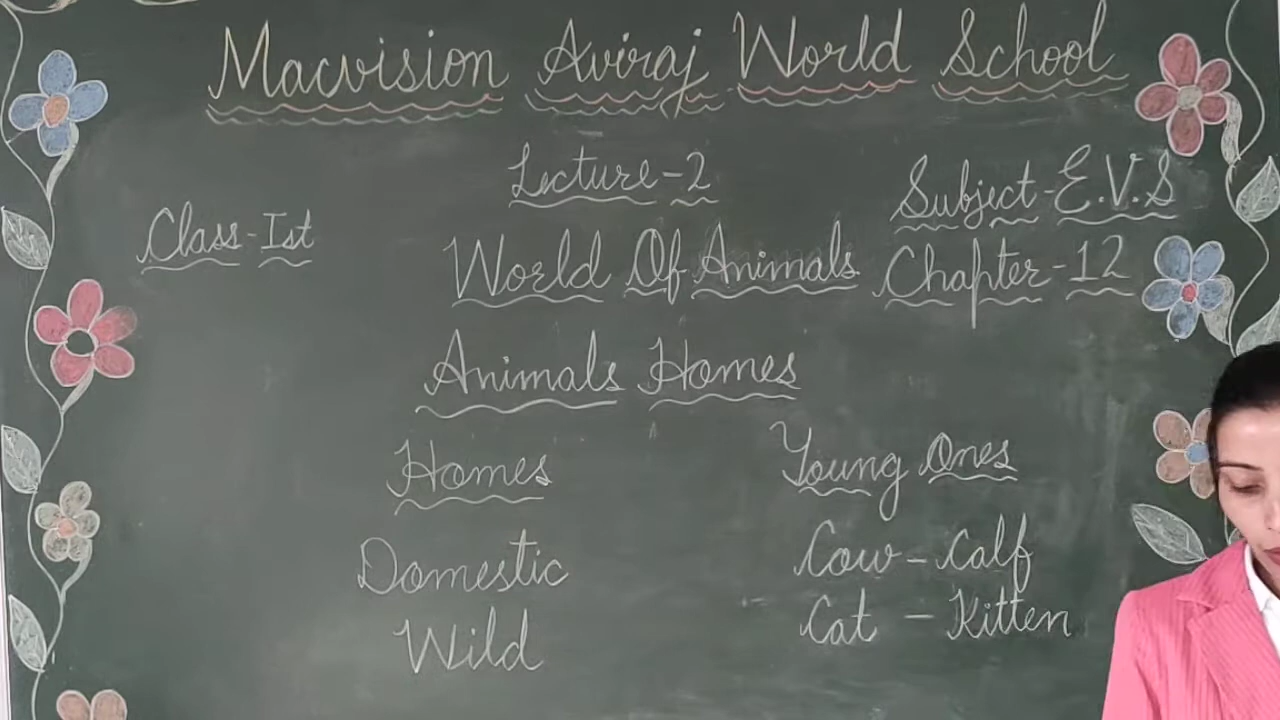 Macvision Aviraj World School
Lecture-2
Subject-E.V.S
Class-Ist
World Of Animals
Chapter-12
Animals Homes
Homes
Young Ones
Domestic
Cow-Calf
Wild
Cat - Kitten